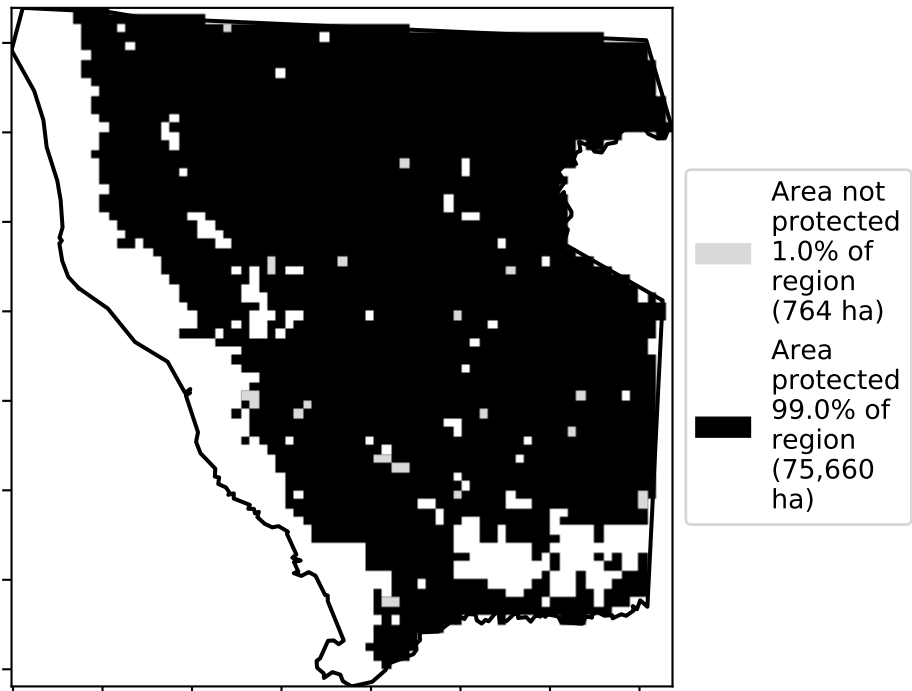 Area not
protected
1.0% of
region
(764 ha)
Area
protected
99.0% of
region
(75,660
ha)